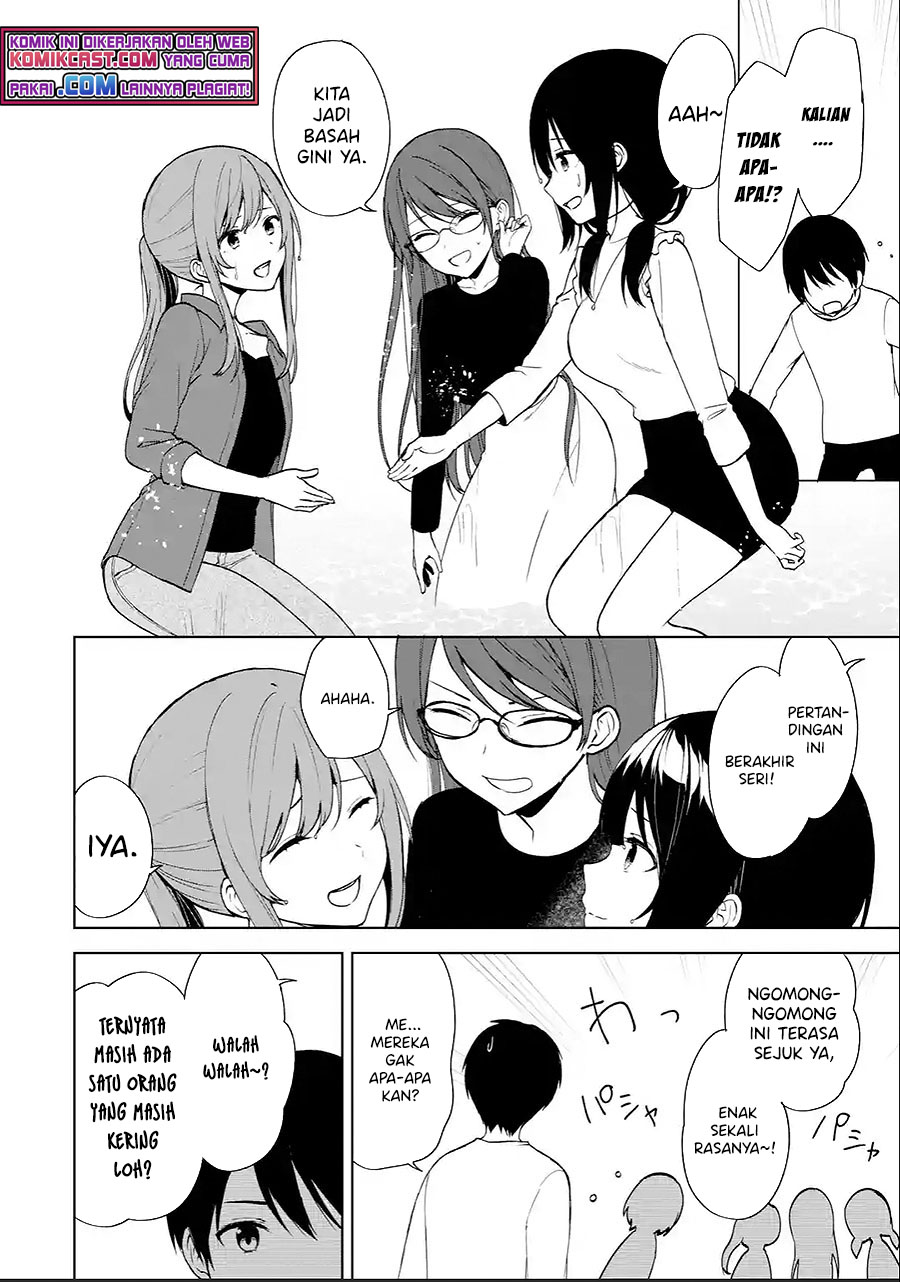 KOMIK INI DIKERJAKAN OLEH WEB
KOMIKCAST.COM YANG CUMA
PAKAI .COM LAINNYA PLAGIAT!
KALIAN
....
TIDAK
APA-
APA!?
AAH~
KITA
JADI
BASAH
GINI YA.
PERTAN-
DINGAN
INI
BERAKHIR
SERI!
AHAHA.
IYA.
NGOMONG-
NGOMONG
INI TERASA
SEJUK YA,
ENAK
SEKALI
RASANYA~!
パシャ
わっ
パシャ
ME...
MEREKA
GAK
APA-APA
KAN?
WALAH
WALAH~?
TERNYATA
MASIH ADA
SATU ORANG
YANG MASIH
KERING
LOH?